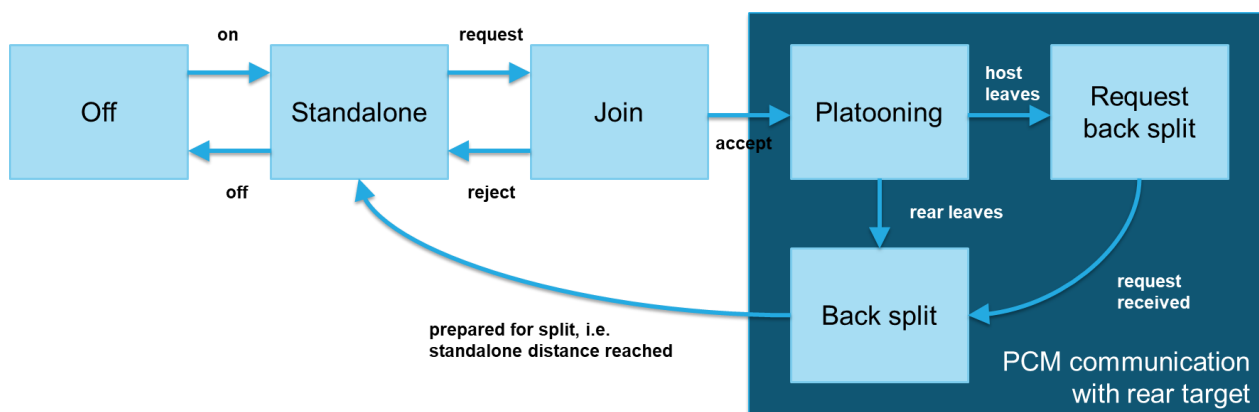 on
request
Off
Standalone
Join
Platooning
host
leaves
Request
back split
accept
off
reject
rear leaves
Back split
request
received
prepared for split, i.e.
standalone distance reached
PCM communication
with rear target